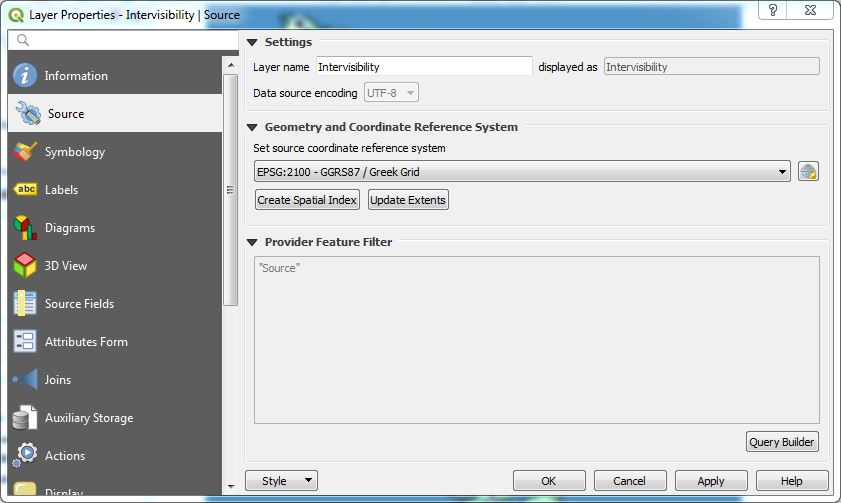 Layer Properties - Intervisibility | Source
Information
Source
Symbology
abc Labels
Diagrams
3D View
Source Fields
Attributes Form
Joins
Auxiliary Storage
Actions
Display
Settings
Layer name Intervisibility displayed as Intervisibility
Data source encoding UTF-8
Geometry and Coordinate Reference System
Set source coordinate reference system
EPSG:2100 - GGRS87 / Greek Grid
Create Spatial Index Update Extents
Provider Feature Filter
"Source"
Query Builder
Style OK Cancel Apply Help